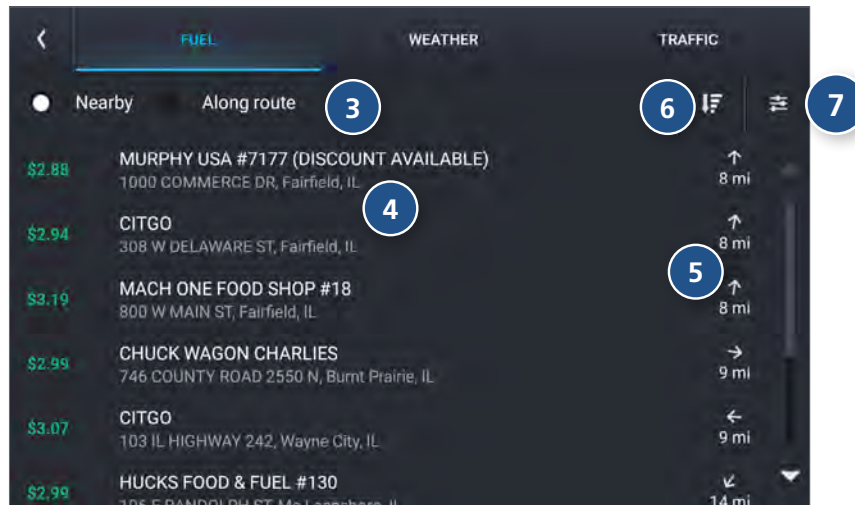 FUEL WEATHER TRAFFIC
Nearby Along route 3 6 7
$2.88 MURPHY USA #7177 (DISCOUNT AVAILABLE)
1000 COMMERCE DR, Fairfield, IL 8 mi
4
$2.94 CITGO
308 W DELAWARE ST, Fairfield, IL 8 mi
5
$3.19 MACH ONE FOOD SHOP #18
800 W MAIN ST, Fairfield, IL 8 mi
$2.99 CHUCK WAGON CHARLIES
746 COUNTY ROAD 2550 N, Burnt Prairie, IL 9 mi
$3.07 CITGO
103 IL HIGHWAY 242, Wayne City, IL 9 mi
$2.99 HUCKS FOOD & FUEL #130
14 mi